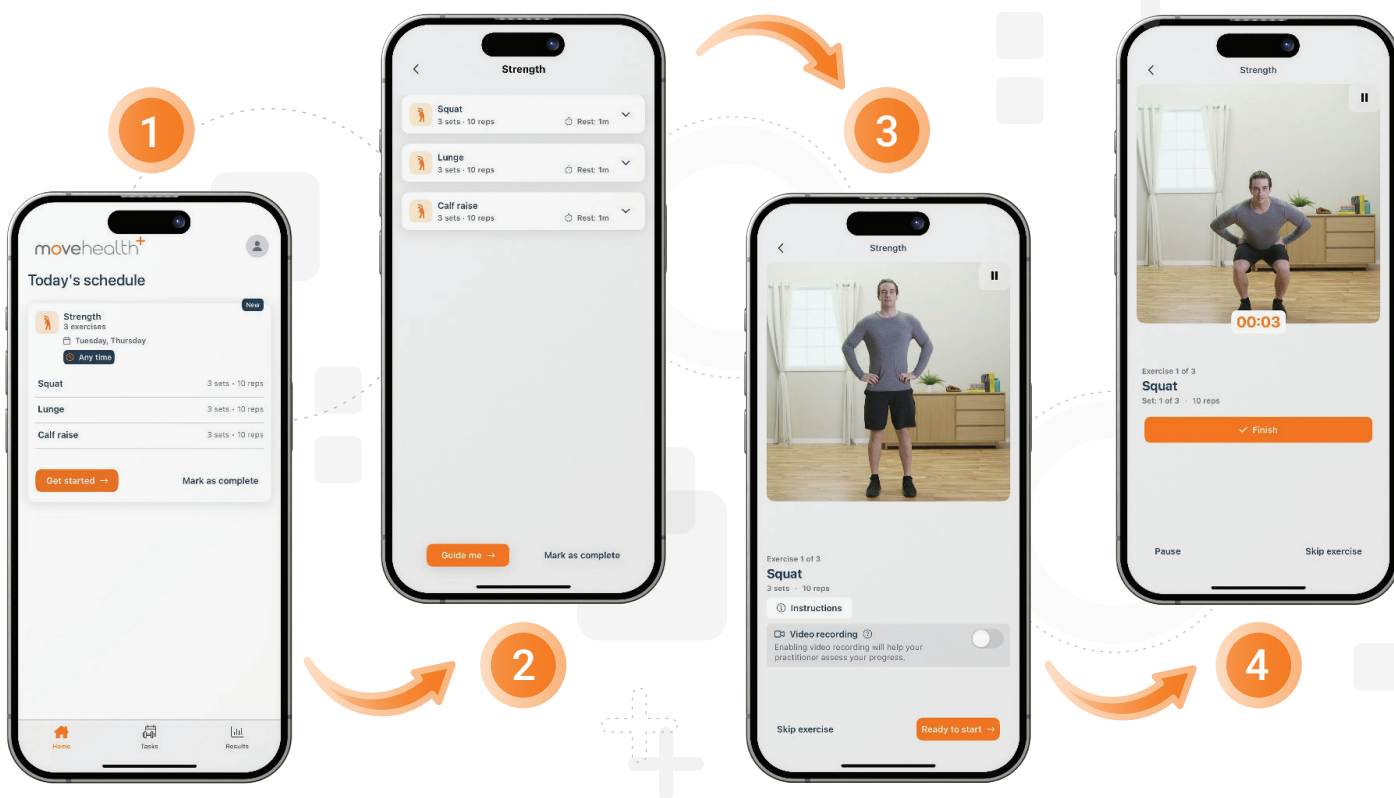 1
movehealth+
Today's schedule
New
Strength
3 exercises
Tuesday, Thursday
Any time
Squat 3 sets • 10 reps
Lunge 3 sets • 10 reps
Calf raise 3 sets • 10 reps
Get started → Mark as complete
Home Tasks Results
Strength
Squat
3 sets · 10 reps Rest: 1m
Lunge
3 sets · 10 reps Rest: 1m
Calf raise
3 sets · 10 reps Rest: 1m
Guide me → Mark as complete
2
3
Strength
Exercise 1 of 3
Squat
3 sets · 10 reps
Instructions
Video recording
Enabling video recording will help your
practitioner assess your progress.
Skip exercise Ready to start →
Strength
00:03
Exercise 1 of 3
Squat
Set: 1 of 3 · 10 reps
✓ Finish
Pause Skip exercise
4